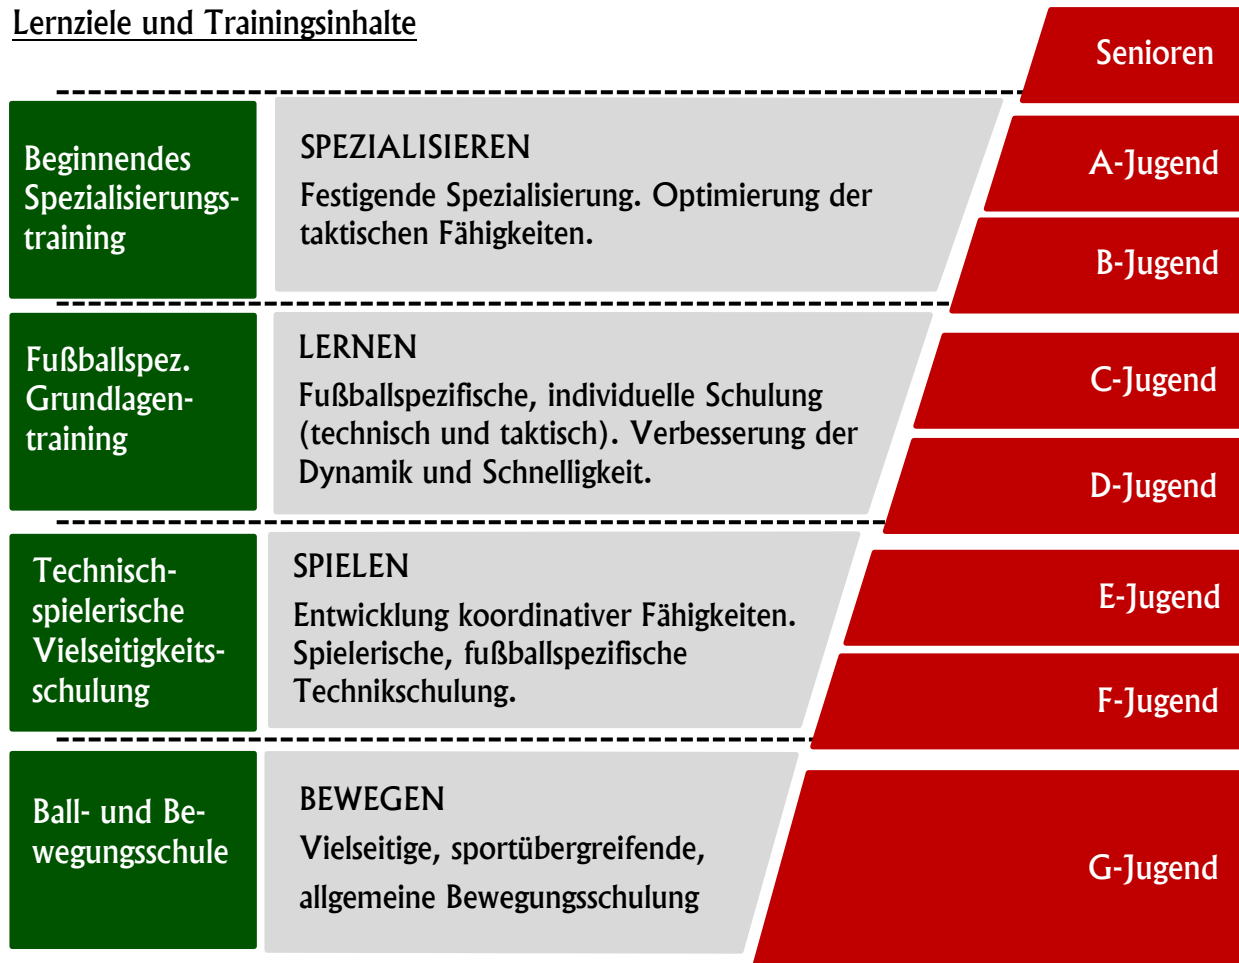 Lernziele und Trainingsinhalte
Senioren
Beginnendes
Spezialisierungs-
training
SPEZIALISIEREN
Festigende Spezialisierung. Optimierung der
taktischen Fähigkeiten.
A-Jugend
B-Jugend
Fußballspez.
Grundlagen-
training
LERNEN
Fußballspezifische, individuelle Schulung
(technisch und taktisch). Verbesserung der
Dynamik und Schnelligkeit.
C-Jugend
D-Jugend
Technisch-
spielerische
Vielseitigkeits-
schulung
SPIELEN
Entwicklung koordinativer Fähigkeiten.
Spielerische, fußballspezifische
Technikschulung.
E-Jugend
F-Jugend
Ball- und Be-
wegungsschule
BEWEGEN
Vielseitige, sportübergreifende,
allgemeine Bewegungsschulung
G-Jugend